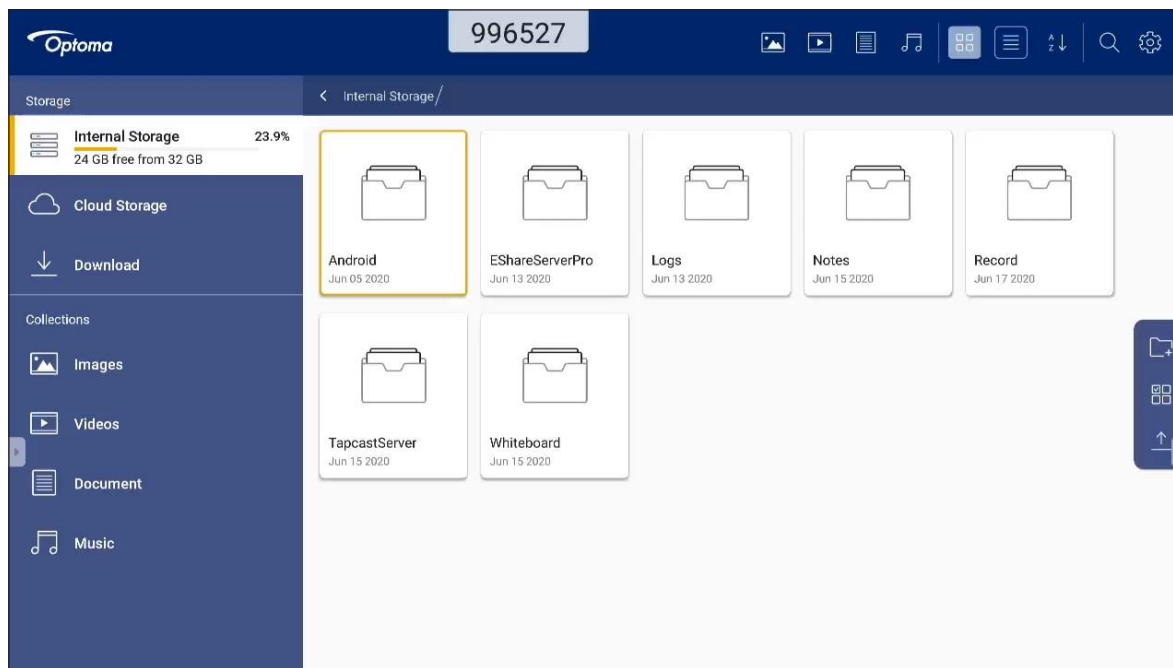 Optoma
996527
A
Z
Storage
Internal Storage/
Internal Storage 23.9%
24 GB free from 32 GB
Cloud Storage
Download
Collections
Images
Videos
Document
Music
Android
Jun 05 2020
EShareServerPro
Jun 13 2020
Logs
Jun 13 2020
Notes
Jun 15 2020
Record
Jun 17 2020
TapcastServer
Jun 15 2020
Whiteboard
Jun 15 2020